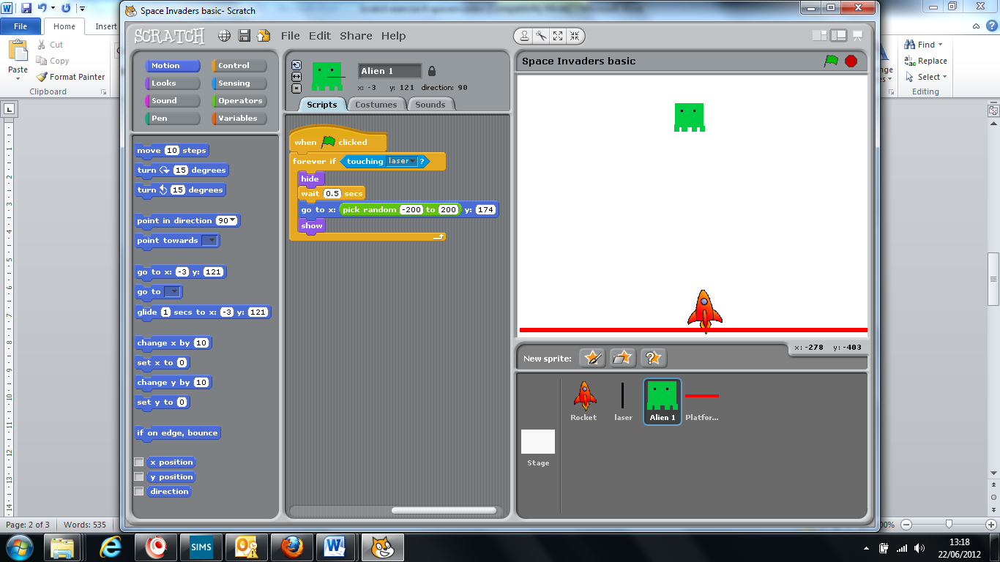 Space Invaders basic- Scratch
File Home Insert
Paste
Cut
Copy
Format Painter
Clipboard
Find
Replace
Select
Editing
SCRATCH File Edit Share Help
Motion Control
Looks Sensing
Sound Operators
Pen Variables
move 10 steps
turn 15 degrees
turn 15 degrees
point in direction 90
point towards
go to x: -3 y: 121
go to
glide 1 secs to x: -3 y: 121
change x by 10
set x to 0
change y by 10
set y to 0
if on edge, bounce
x position
y position
direction
Alien 1
x: -3 y: 121 direction: 90
Scripts Costumes Sounds
when clicked
forever if touching laser ?
hide
wait 0.5 secs
go to x: pick random -200 to 200 y: 174
show
Space Invaders basic
x: -278 y: -403
New sprite:
Rocket laser Alien 1 Platfor...
Stage
Page: 2 of 3 Words: 535
SIMS
13:18
22/06/2012